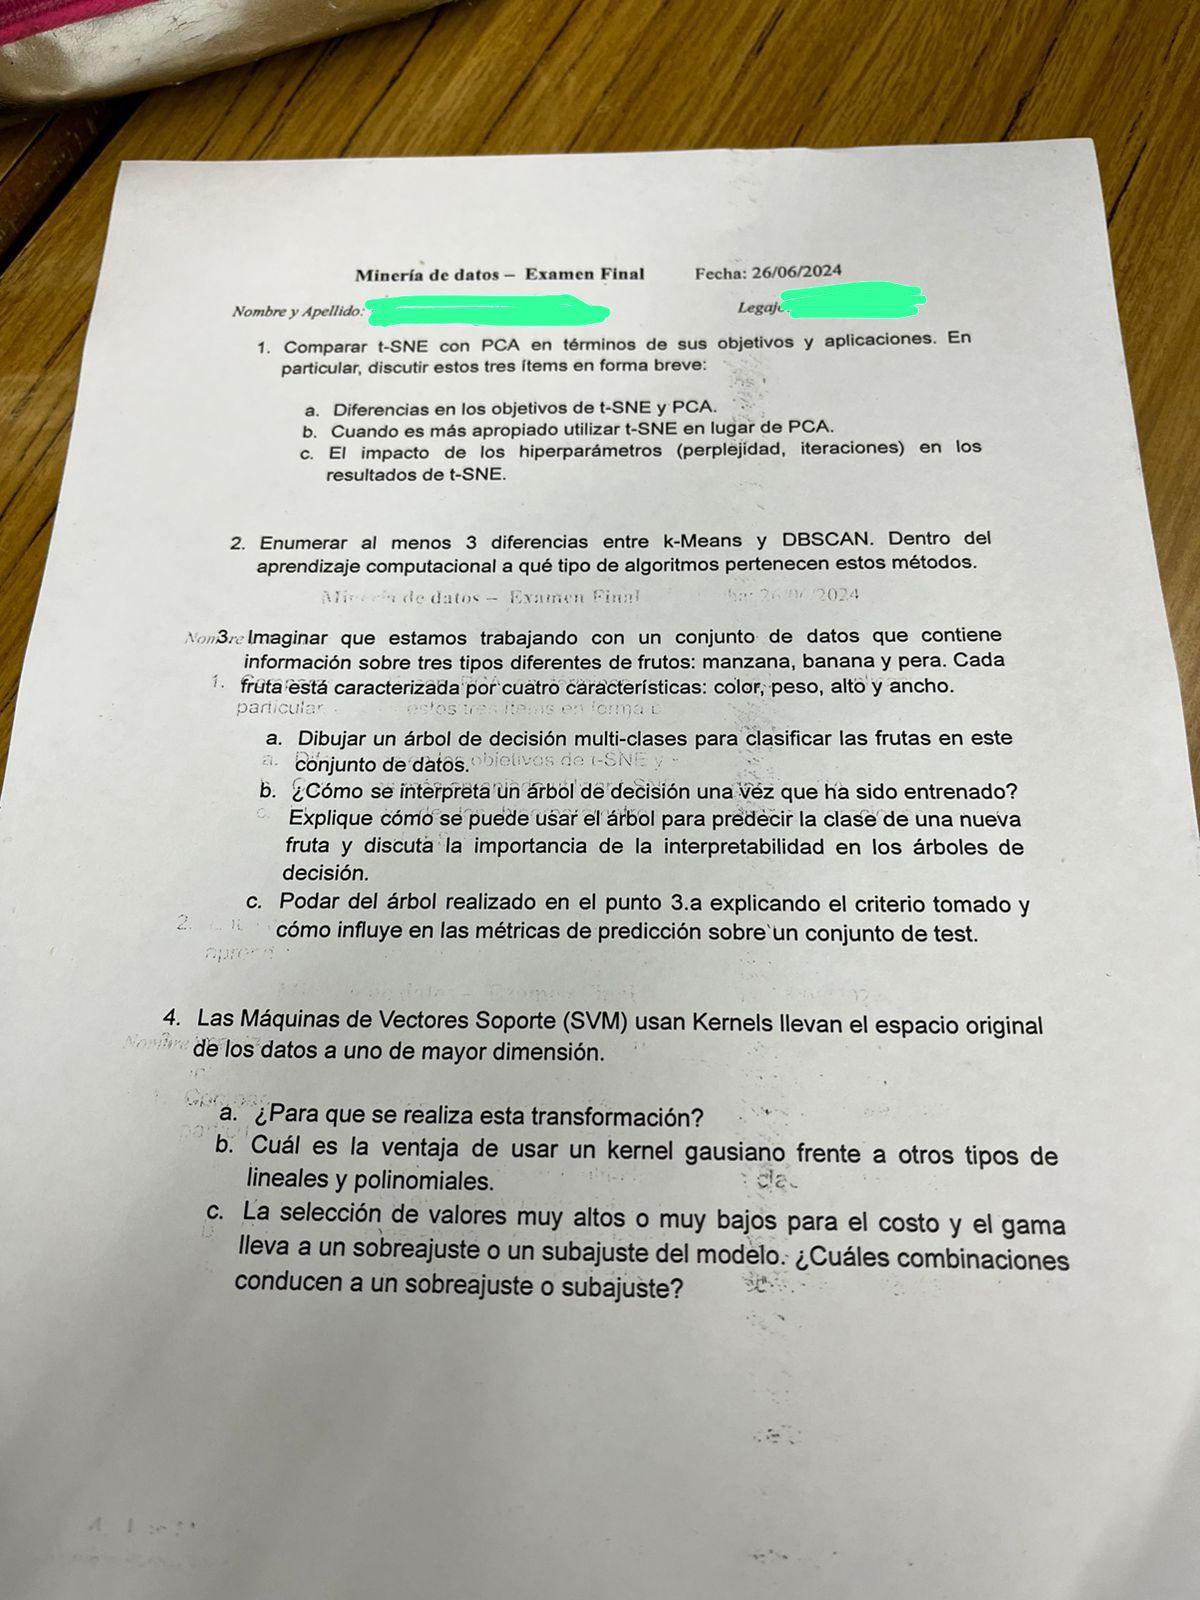 Minería de datos – Examen Final Fecha: 26/06/2024
Nombre y Apellido: Legajo
1. Comparar t-SNE con PCA en términos de sus objetivos y aplicaciones. En
particular, discutir estos tres ítems en forma breve:
a. Diferencias en los objetivos de t-SNE y PCA.
b. Cuando es más apropiado utilizar t-SNE en lugar de PCA.
c. El impacto de los hiperparámetros (perplejidad, iteraciones) en los
resultados de t-SNE.
2. Enumerar al menos 3 diferencias entre k-Means y DBSCAN. Dentro del
aprendizaje computacional a qué tipo de algoritmos pertenecen estos métodos.
de datos – Examen Final 2024
3. Imaginar que estamos trabajando con un conjunto de datos que contiene
información sobre tres tipos diferentes de frutos: manzana, banana y pera. Cada
1. fruta está caracterizada por cuatro características: color, peso, alto y ancho.
particular
a. Dibujar un árbol de decisión multi-clases para clasificar las frutas en este
conjunto de datos.
b. ¿Cómo se interpreta un árbol de decisión una vez que ha sido entrenado?
Explique cómo se puede usar el árbol para predecir la clase de una nueva
fruta y discuta la importancia de la interpretabilidad en los árboles de
decisión.
c. Podar del árbol realizado en el punto 3.a explicando el criterio tomado y
2. cómo influye en las métricas de predicción sobre un conjunto de test.
4. Las Máquinas de Vectores Soporte (SVM) usan Kernels llevan el espacio original
de los datos a uno de mayor dimensión.
a. ¿Para que se realiza esta transformación?
b. Cuál es la ventaja de usar un kernel gausiano frente a otros tipos de
lineales y polinomiales.
c. La selección de valores muy altos o muy bajos para el costo y el gama
lleva a un sobreajuste o un subajuste del modelo. ¿Cuáles combinaciones
conducen a un sobreajuste o subajuste?